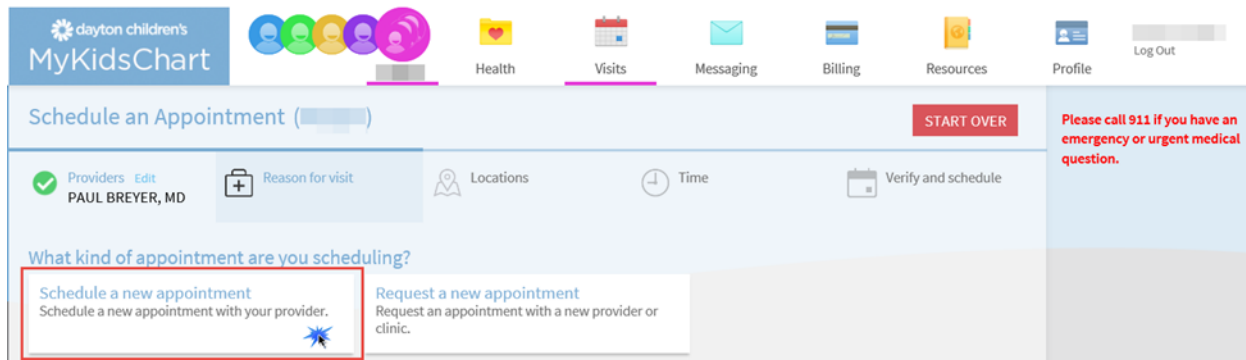 dayton children's
MyKidsChart
Health
Visits
Messaging
Billing
Resources
Profile
Log Out
Schedule an Appointment ( )
START OVER
Please call 911 if you have an
emergency or urgent medical
question.
Providers Edit
PAUL BREYER, MD
Reason for visit
Locations
Time
Verify and schedule
What kind of appointment are you scheduling?
Schedule a new appointment
Schedule a new appointment with your provider.
Request a new appointment
Request an appointment with a new provider or
clinic.